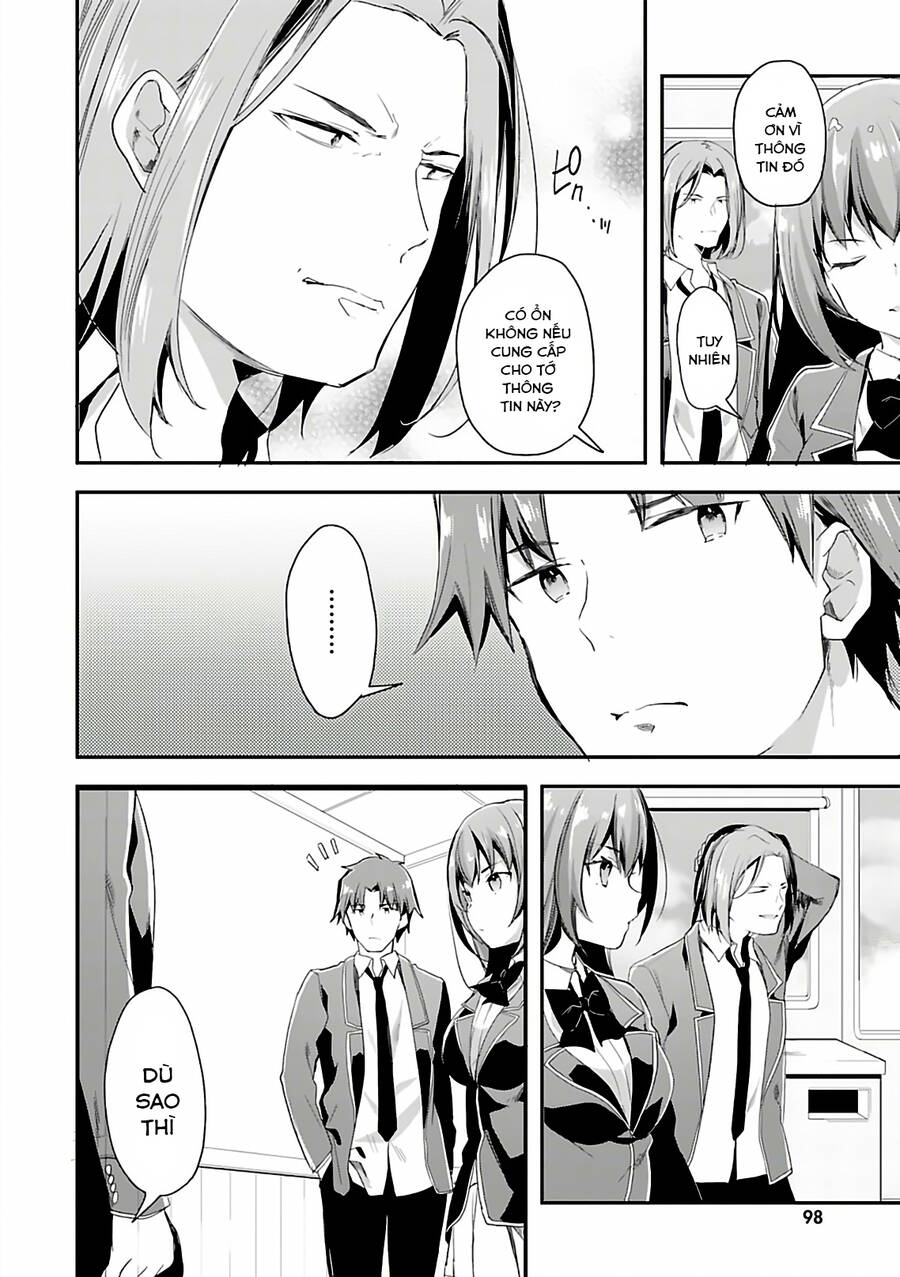 CẢM
ƠN VÌ
THÔNG
TIN ĐÓ
TUY
NHIÊN
CÓ ỔN
KHÔNG NẾU
CUNG CẤP
CHO TỚ
THÔNG
TIN NÀY?
.........
DÙ
SAO
THÌ
98